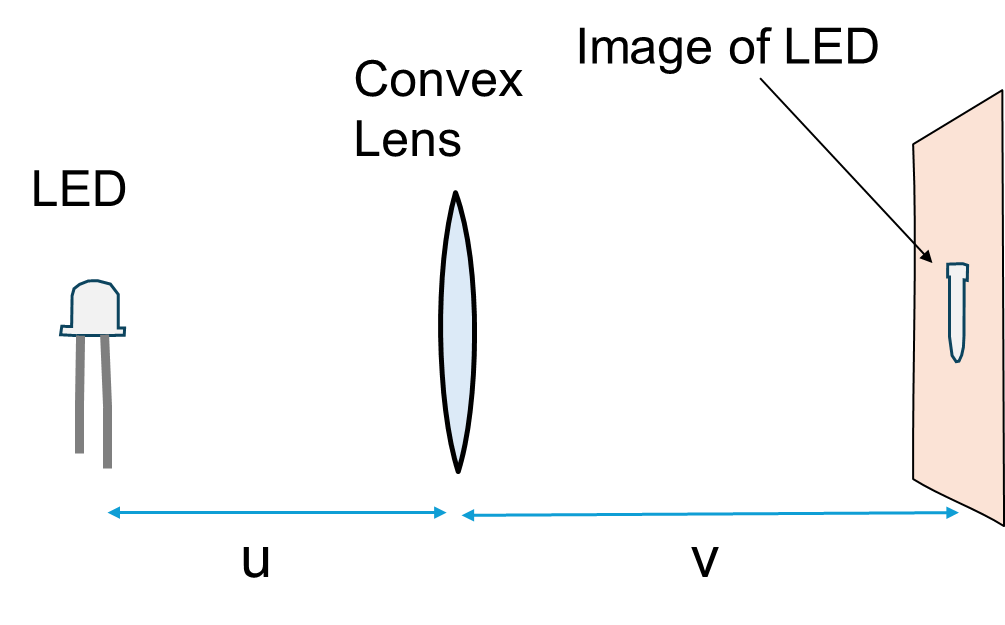 Image of LED
Convex
Lens
LED
u
v